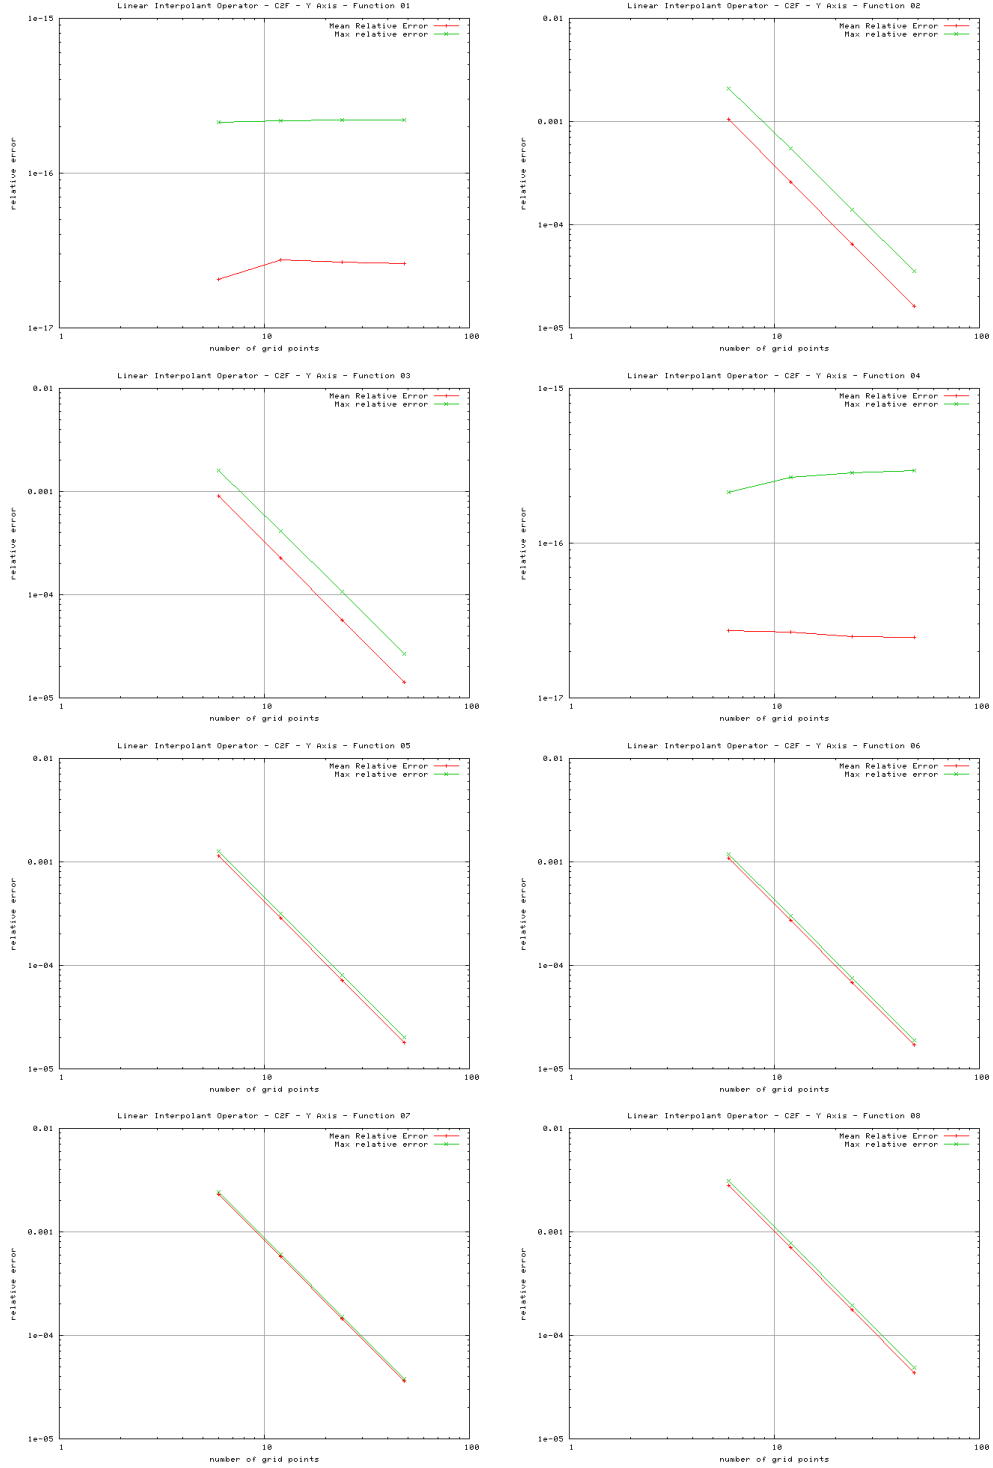 Linear Interpolant Operator - C2F - Y Axis - Function 01
1e-15
Mean Relative Error
Max relative error
1e-16
relative error
1e-17
1 10 100
number of grid points
Linear Interpolant Operator - C2F - Y Axis - Function 02
0.01
Mean Relative Error
Max relative error
0.001
relative error
1e-04
1e-05
1 10 100
number of grid points
Linear Interpolant Operator - C2F - Y Axis - Function 03
0.01
Mean Relative Error
Max relative error
0.001
relative error
1e-04
1e-05
1 10 100
number of grid points
Linear Interpolant Operator - C2F - Y Axis - Function 04
1e-15
Mean Relative Error
Max relative error
1e-16
relative error
1e-17
1 10 100
number of grid points
Linear Interpolant Operator - C2F - Y Axis - Function 05
0.01
Mean Relative Error
Max relative error
0.001
relative error
1e-04
1e-05
1 10 100
number of grid points
Linear Interpolant Operator - C2F - Y Axis - Function 06
0.01
Mean Relative Error
Max relative error
0.001
relative error
1e-04
1e-05
1 10 100
number of grid points
Linear Interpolant Operator - C2F - Y Axis - Function 07
0.01
Mean Relative Error
Max relative error
0.001
relative error
1e-04
1e-05
1 10 100
number of grid points
Linear Interpolant Operator - C2F - Y Axis - Function 08
0.01
Mean Relative Error
Max relative error
0.001
relative error
1e-04
1e-05
1 10 100
number of grid points